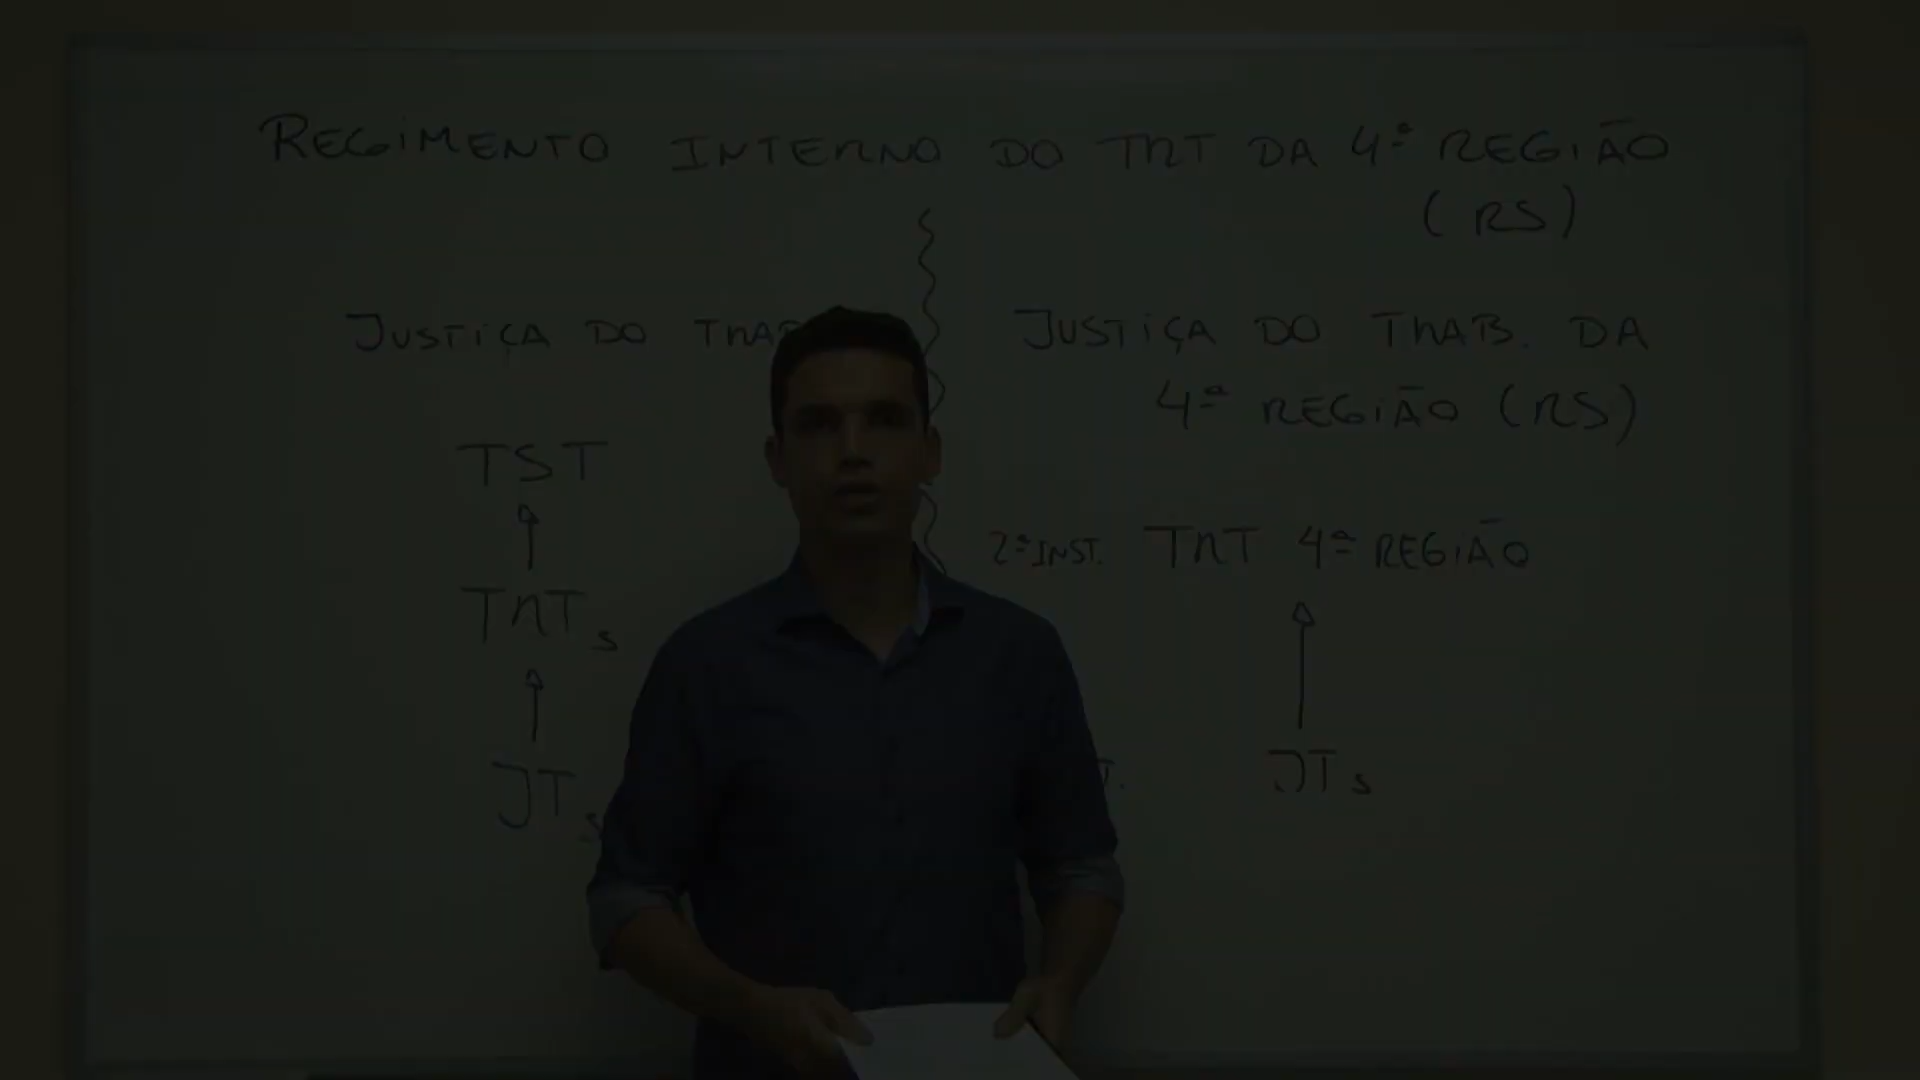 REGIMENTO INTERNO DO TRT DA 4ª REGIÃO
(RS)
JUSTIÇA DO TRAB
TST
TRTs
JTs
JUSTIÇA DO TRAB. DA
4ª REGIÃO (RS)
2ª INST. TRT 4ª REGIÃO
T. JTs